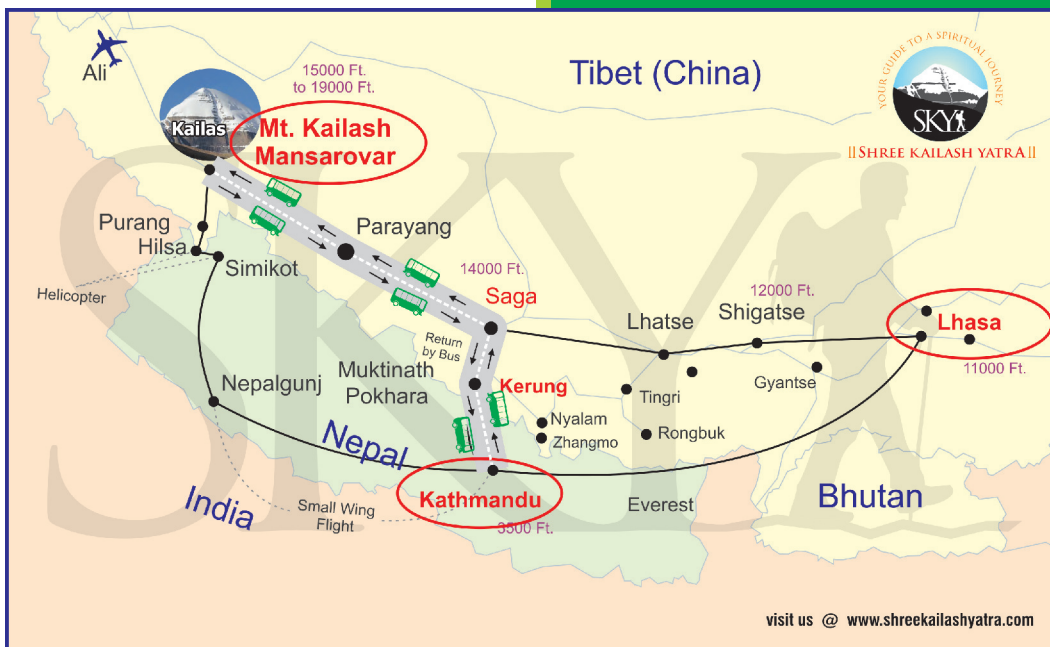 Ali
15000 Ft.
to 19000 Ft.
Tibet (China)
YOUR GUIDE TO A SPIRITUAL JOURNEY
SKY
|| SHREE KAILASH YATRA ||
Kailas
Mt. Kailash
Mansarovar
Purang
Hilsa
Simikot
Helicopter
Parayang
14000 Ft.
Saga
Return
by Bus
Lhatse
12000 Ft.
Shigatse
Lhasa
11000 Ft.
Gyantse
Tingri
Nepalgunj
Muktinath
Pokhara
Kerung
Nyalam
Zhangmo
Rongbuk
Nepal
India
Small Wing
Flight
Kathmandu
3500 Ft.
Everest
Bhutan
SKY
visit us @ www.shreekailashyatra.com